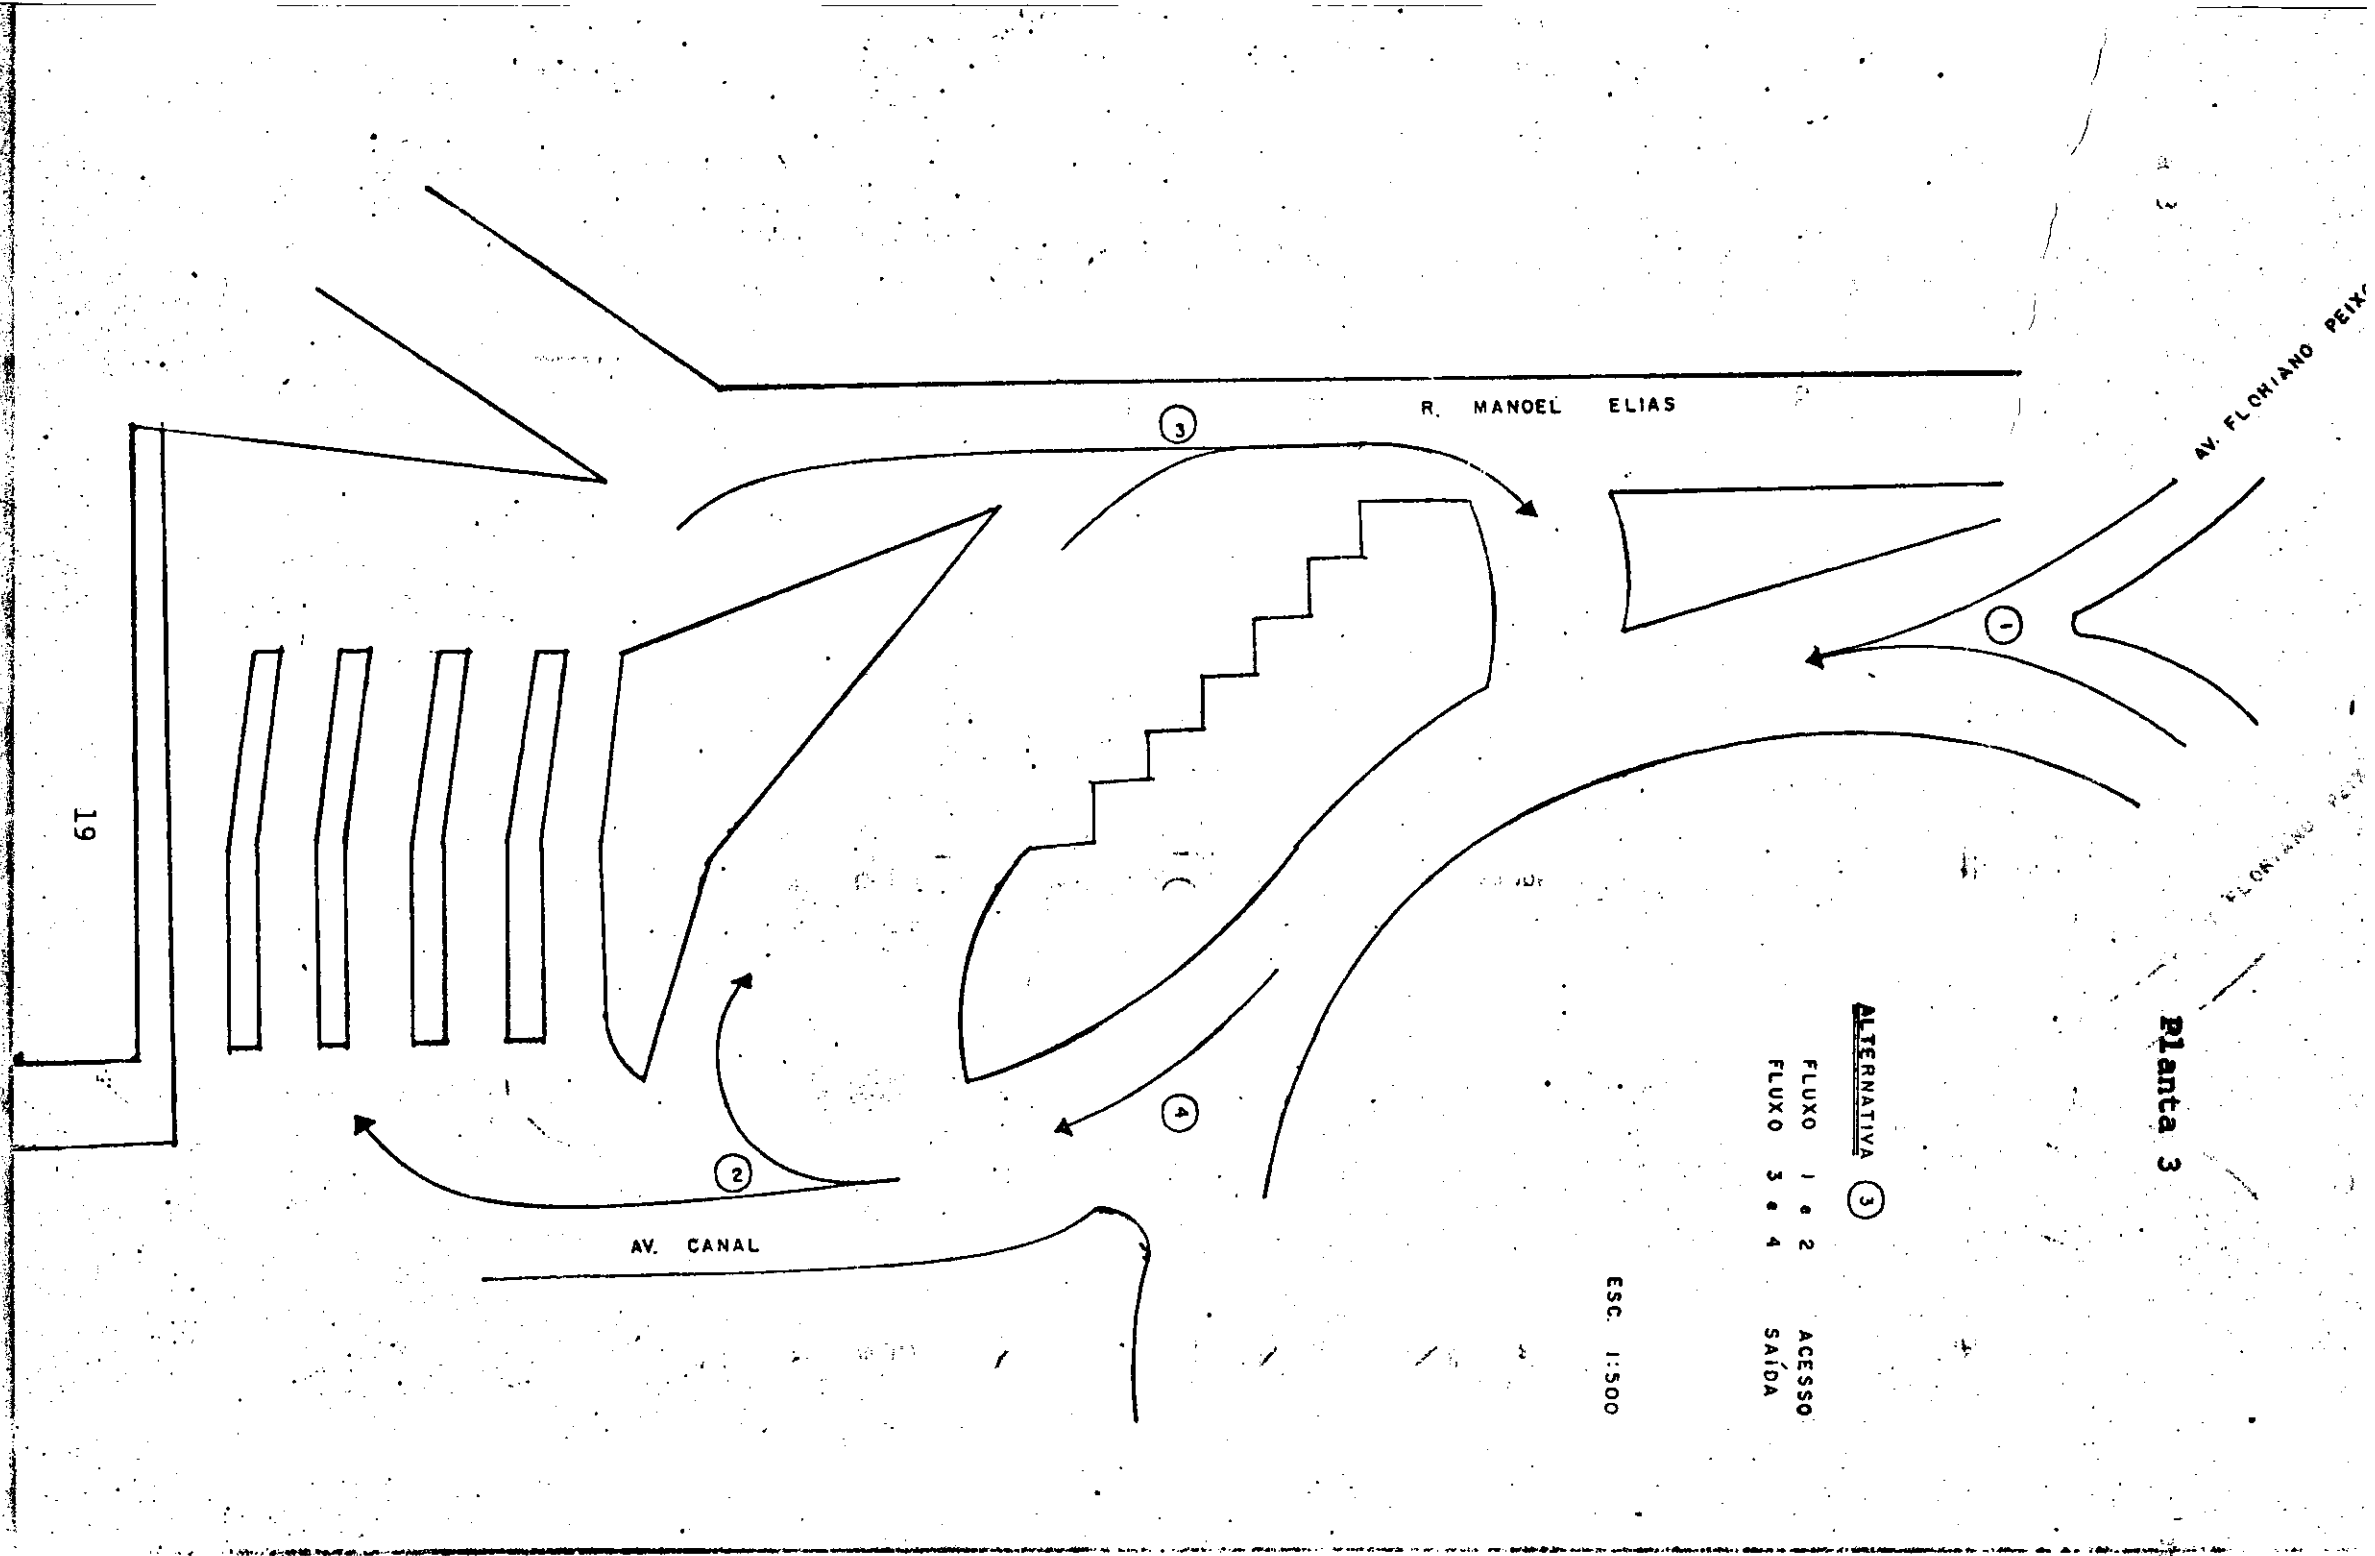 Planta 3
ALTERNATIVA 3
FLUXO 1 e 2 ACESSO
FLUXO 3 e 4 SAÍDA
ESC. 1:500
R. MANOEL ELIAS
AV. FLORIANO
3
1
4
2
AV. CANAL
19